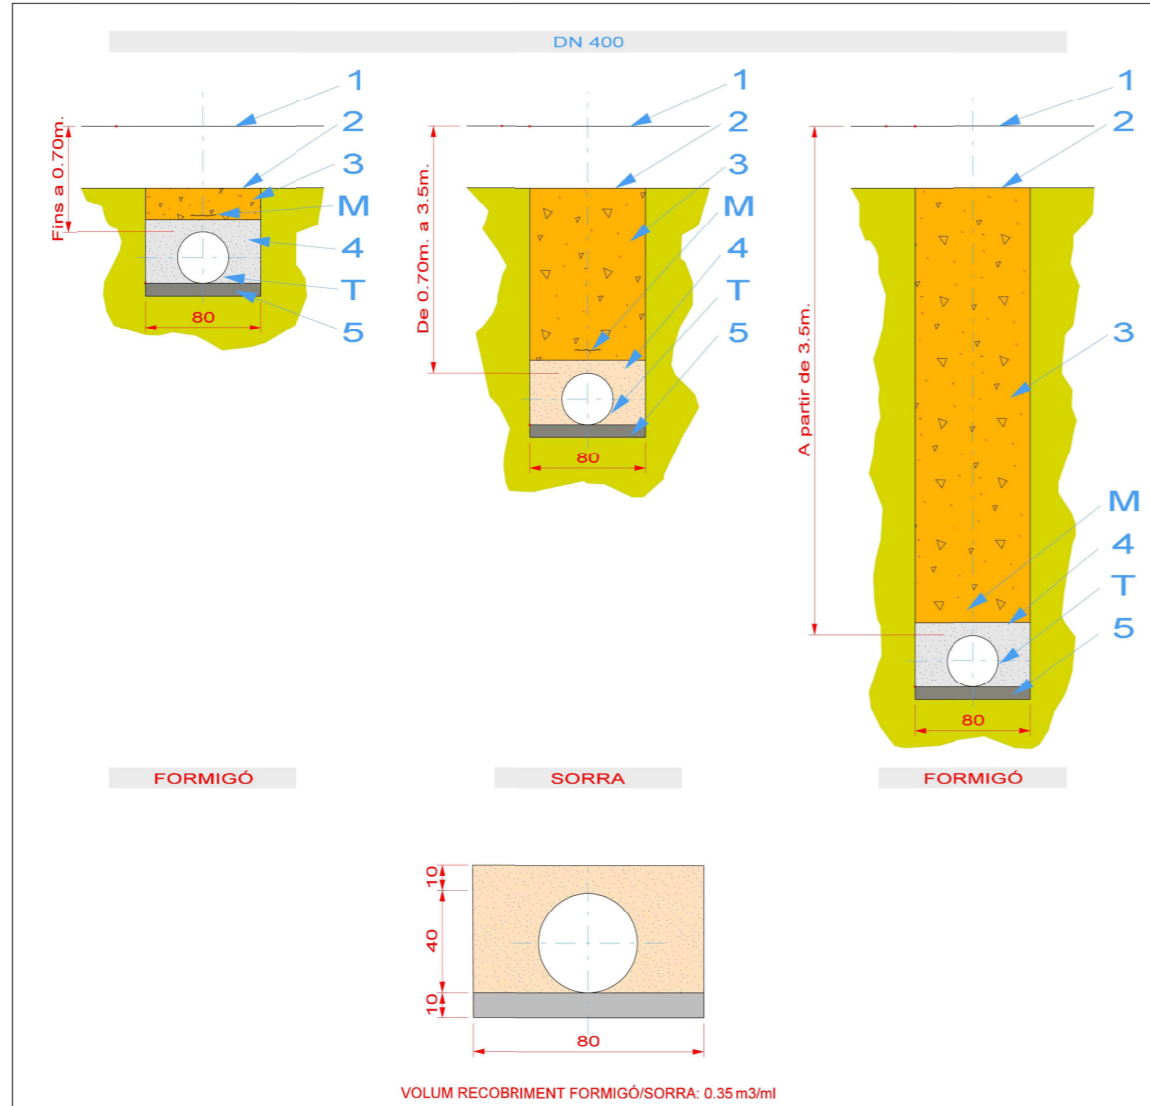 DN 400
1
2
3
M
4
T
5
Fins a 0.70m.
80
1
2
3
M
4
T
5
De 0.70m. a 3.5m.
80
1
2
3
M
4
T
5
A partir de 3.5m.
80
FORMIGÓ
SORRA
FORMIGÓ
10
40
10
80
VOLUM RECOBRIMENT FORMIGÓ/SORRA: 0.35 m3/ml